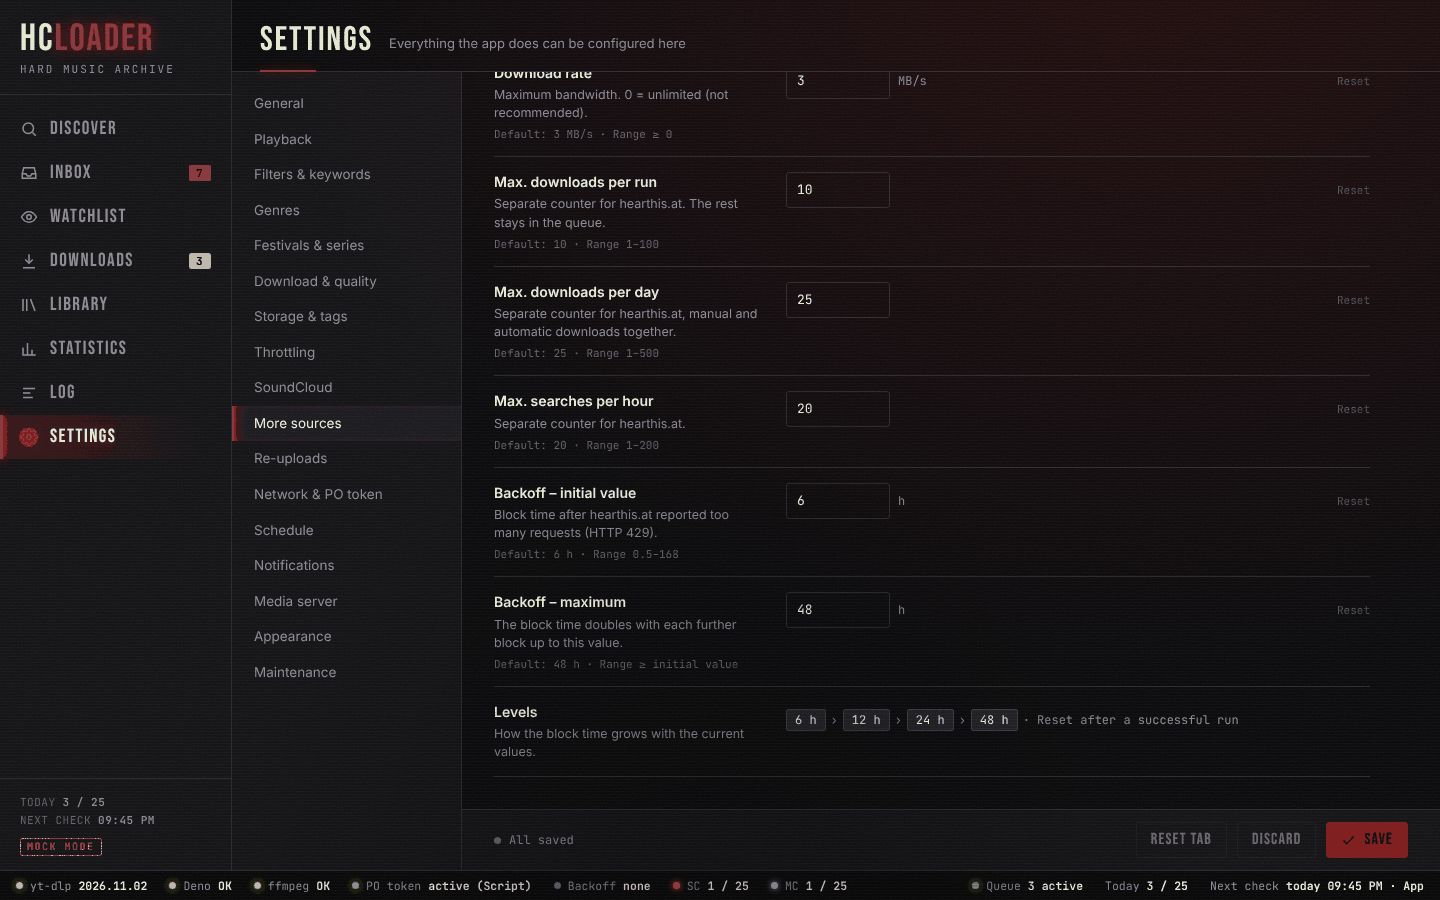 HCLOADER
HARD MUSIC ARCHIVE
DISCOVER
INBOX 7
WATCHLIST
DOWNLOADS 3
LIBRARY
STATISTICS
LOG
SETTINGS
TODAY 3 / 25
NEXT CHECK 09:45 PM
MOCK MODE
SETTINGS Everything the app does can be configured here
General
Playback
Filters & keywords
Genres
Festivals & series
Download & quality
Storage & tags
Throttling
SoundCloud
More sources
Re-uploads
Network & PO token
Schedule
Notifications
Media server
Appearance
Maintenance
Download rate
Maximum bandwidth. 0 = unlimited (not
recommended).
Default: 3 MB/s · Range ≥ 0
3 MB/s Reset
Max. downloads per run
Separate counter for hearthis.at. The rest
stays in the queue.
Default: 10 · Range 1–100
10 Reset
Max. downloads per day
Separate counter for hearthis.at, manual and
automatic downloads together.
Default: 25 · Range 1–500
25 Reset
Max. searches per hour
Separate counter for hearthis.at.
Default: 20 · Range 1–200
20 Reset
Backoff – initial value
Block time after hearthis.at reported too
many requests (HTTP 429).
Default: 6 h · Range 0.5–168
6 h Reset
Backoff – maximum
The block time doubles with each further
block up to this value.
Default: 48 h · Range ≥ initial value
48 h Reset
Levels
How the block time grows with the current
values.
6 h › 12 h › 24 h › 48 h · Reset after a successful run
All saved
RESET TAB DISCARD SAVE
yt-dlp 2026.11.02 Deno OK ffmpeg OK PO token active (Script) Backoff none SC 1 / 25 MC 1 / 25 Queue 3 active Today 3 / 25 Next check today 09:45 PM · App